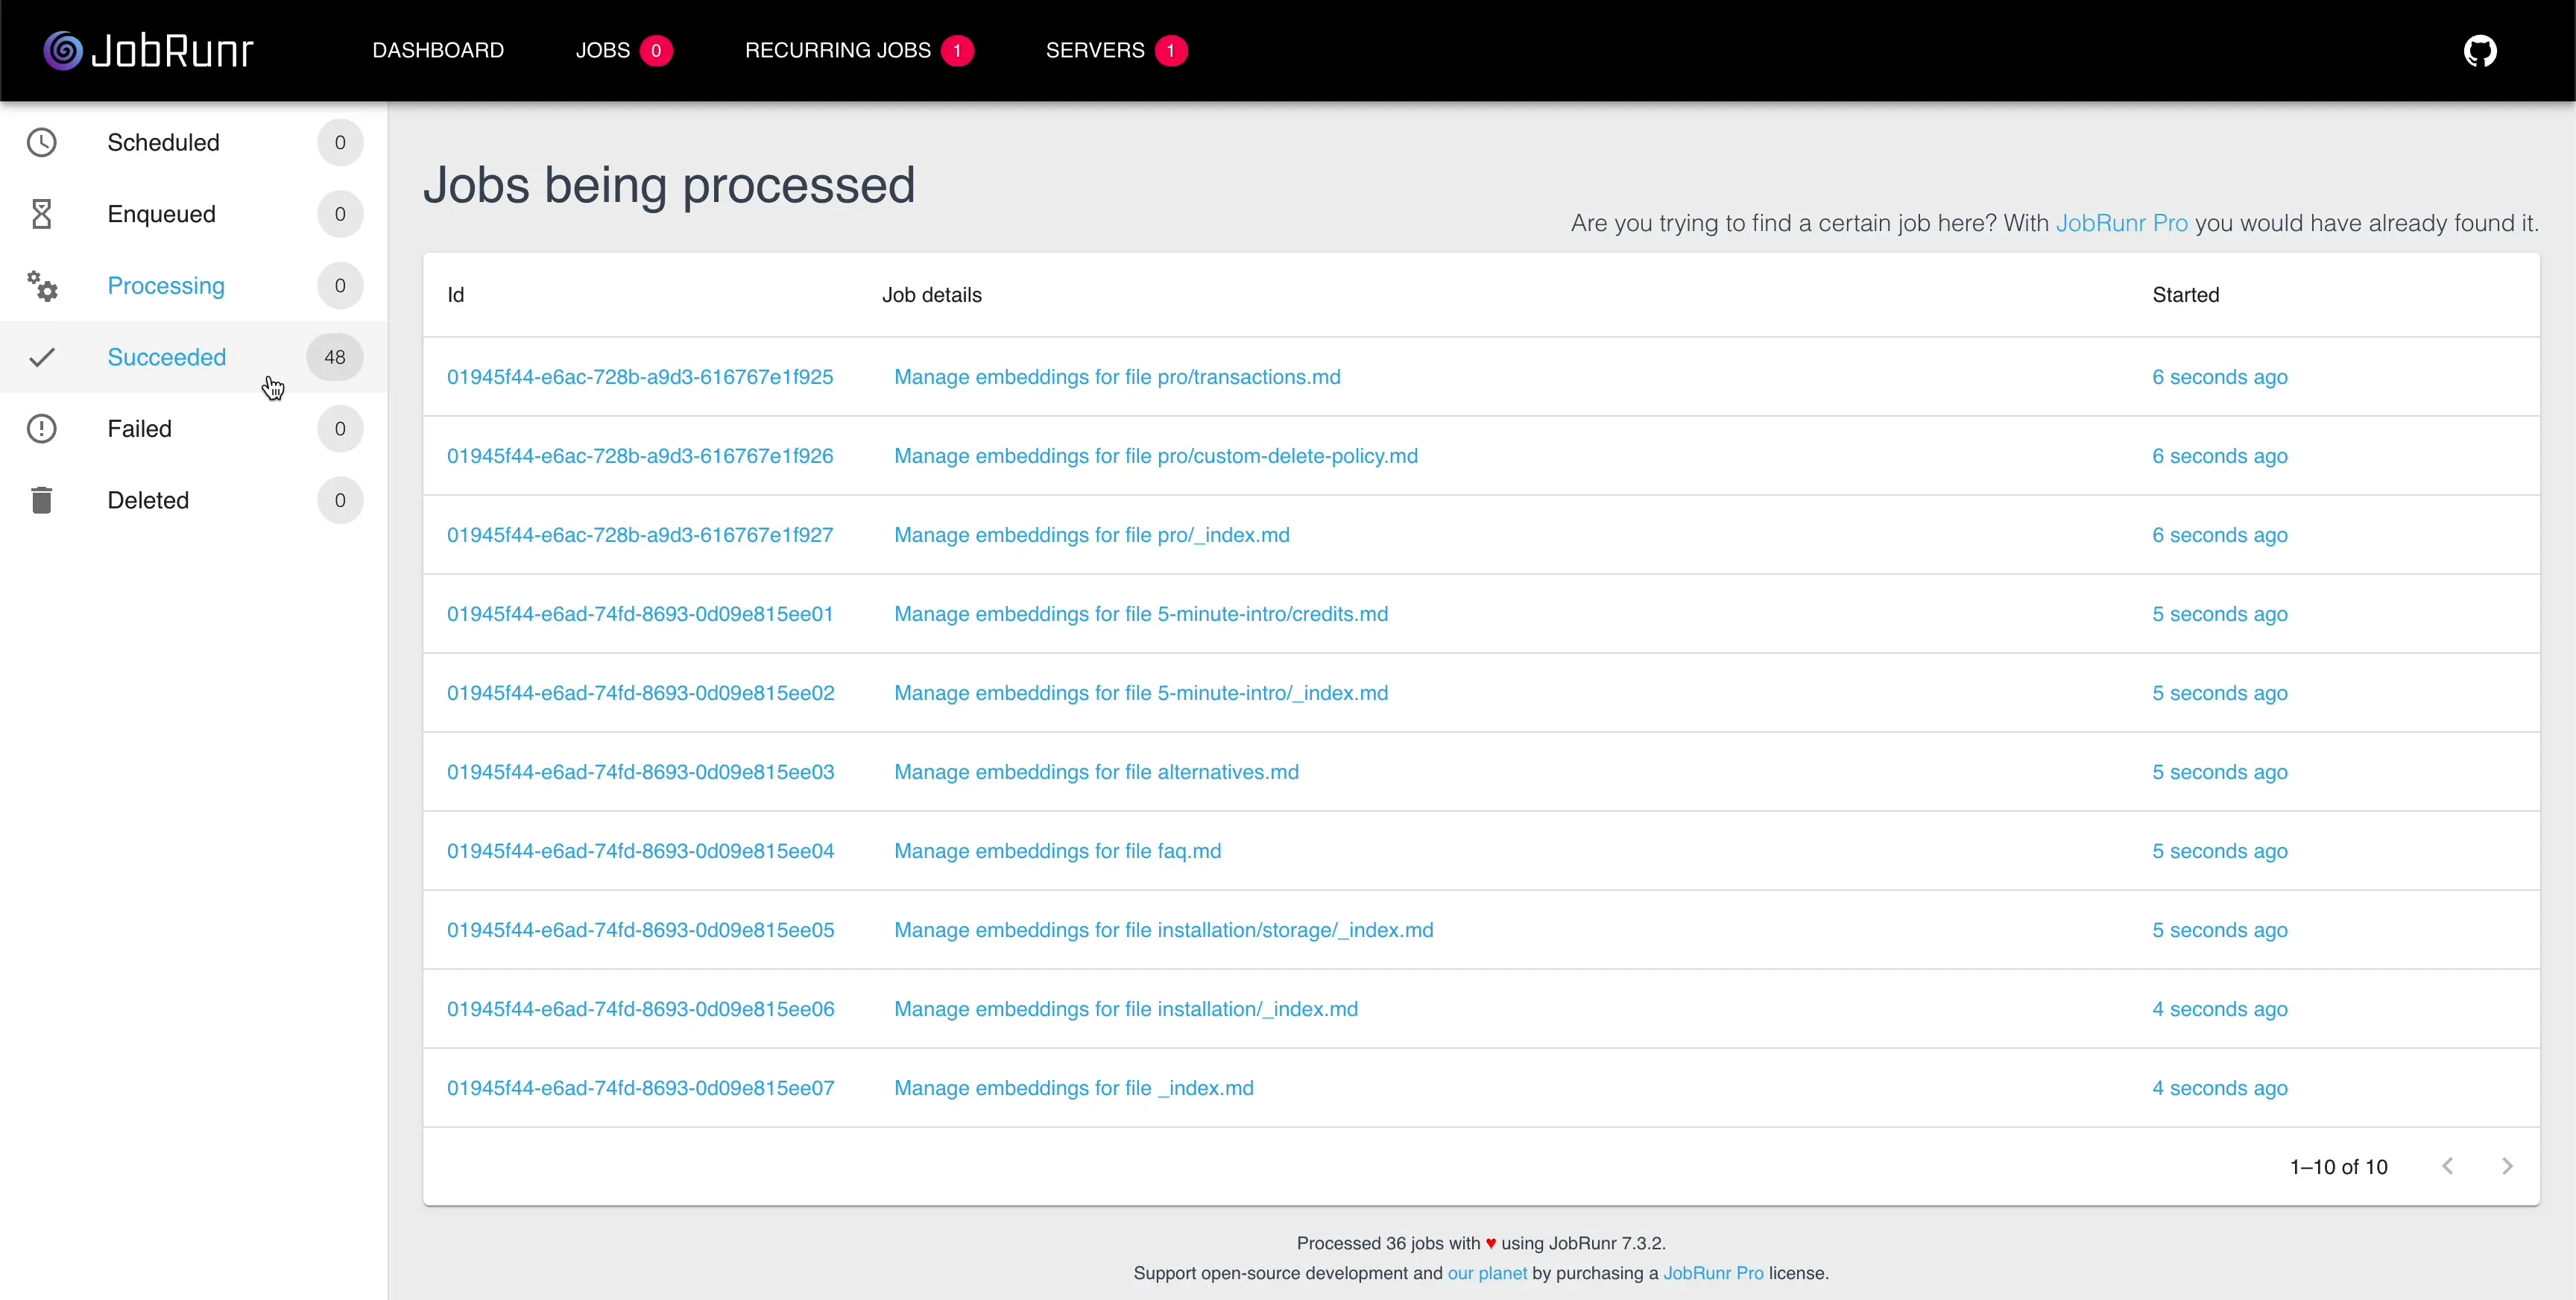 JobRunr DASHBOARD JOBS 0 RECURRING JOBS 1 SERVERS 1
Scheduled 0
Enqueued 0
Processing 0
Succeeded 48
Failed 0
Deleted 0
Jobs being processed
Are you trying to find a certain job here? With JobRunr Pro you would have already found it.
Id Job details Started
01945f44-e6ac-728b-a9d3-616767e1f925 Manage embeddings for file pro/transactions.md 6 seconds ago
01945f44-e6ac-728b-a9d3-616767e1f926 Manage embeddings for file pro/custom-delete-policy.md 6 seconds ago
01945f44-e6ac-728b-a9d3-616767e1f927 Manage embeddings for file pro/_index.md 6 seconds ago
01945f44-e6ad-74fd-8693-0d09e815ee01 Manage embeddings for file 5-minute-intro/credits.md 5 seconds ago
01945f44-e6ad-74fd-8693-0d09e815ee02 Manage embeddings for file 5-minute-intro/_index.md 5 seconds ago
01945f44-e6ad-74fd-8693-0d09e815ee03 Manage embeddings for file alternatives.md 5 seconds ago
01945f44-e6ad-74fd-8693-0d09e815ee04 Manage embeddings for file faq.md 5 seconds ago
01945f44-e6ad-74fd-8693-0d09e815ee05 Manage embeddings for file installation/storage/_index.md 5 seconds ago
01945f44-e6ad-74fd-8693-0d09e815ee06 Manage embeddings for file installation/_index.md 4 seconds ago
01945f44-e6ad-74fd-8693-0d09e815ee07 Manage embeddings for file _index.md 4 seconds ago
1–10 of 10
Processed 36 jobs with ♥ using JobRunr 7.3.2.
Support open-source development and our planet by purchasing a JobRunr Pro license.